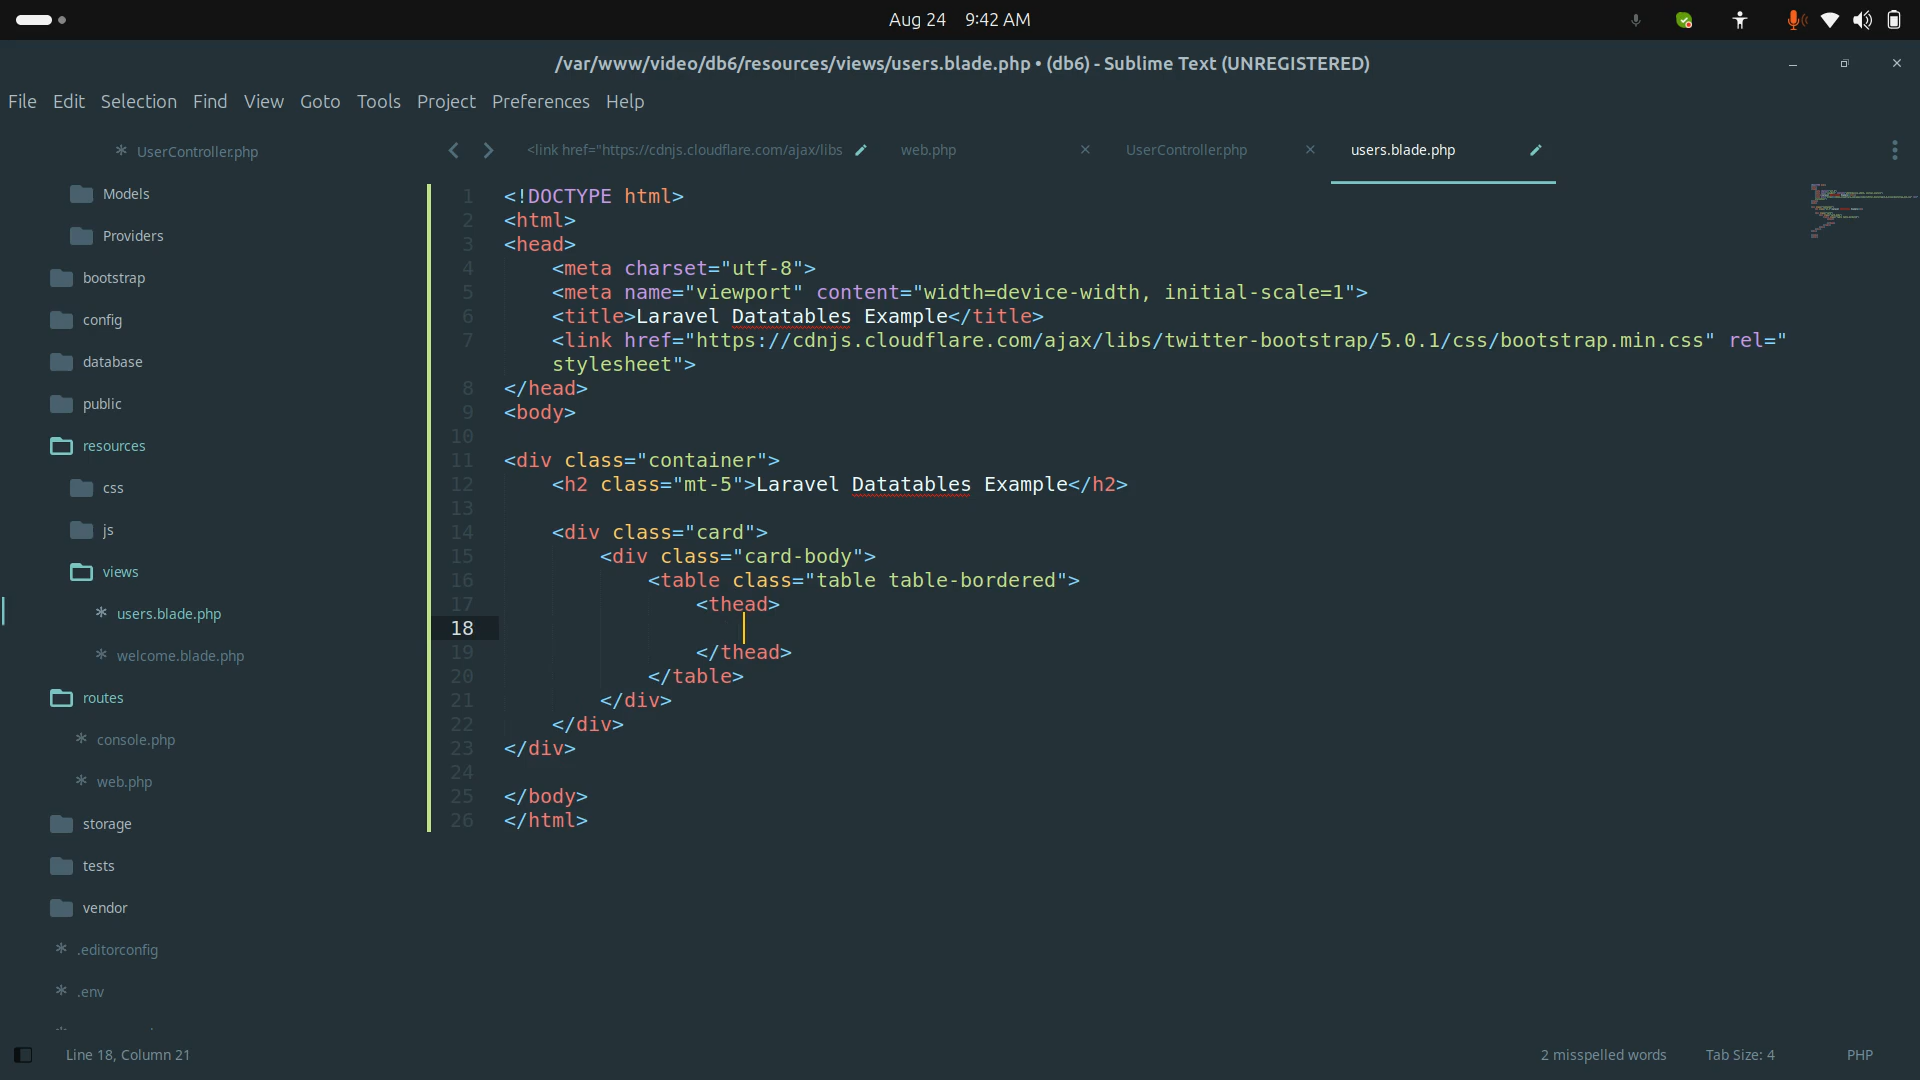 Aug 24 9:42 AM
/var/www/video/db6/resources/views/users.blade.php • (db6) - Sublime Text (UNREGISTERED)
File Edit Selection Find View Goto Tools Project Preferences Help
UserController.php
Models
Providers
bootstrap
config
database
public
resources
css
js
views
users.blade.php
welcome.blade.php
routes
console.php
web.php
storage
tests
vendor
.editorconfig
.env
<link href="https://cdnjs.cloudflare.com/ajax/libs web.php UserController.php users.blade.php
1 <!DOCTYPE html>
2 <html>
3 <head>
4 <meta charset="utf-8">
5 <meta name="viewport" content="width=device-width, initial-scale=1">
6 <title>Laravel Datatables Example</title>
7 <link href="https://cdnjs.cloudflare.com/ajax/libs/twitter-bootstrap/5.0.1/css/bootstrap.min.css" rel="
stylesheet">
8 </head>
9 <body>
10
11 <div class="container">
12 <h2 class="mt-5">Laravel Datatables Example</h2>
13
14 <div class="card">
15 <div class="card-body">
16 <table class="table table-bordered">
17 <thead>
18
19 </thead>
20 </table>
21 </div>
22 </div>
23 </div>
24
25 </body>
26 </html>
Line 18, Column 21
2 misspelled words Tab Size: 4 PHP